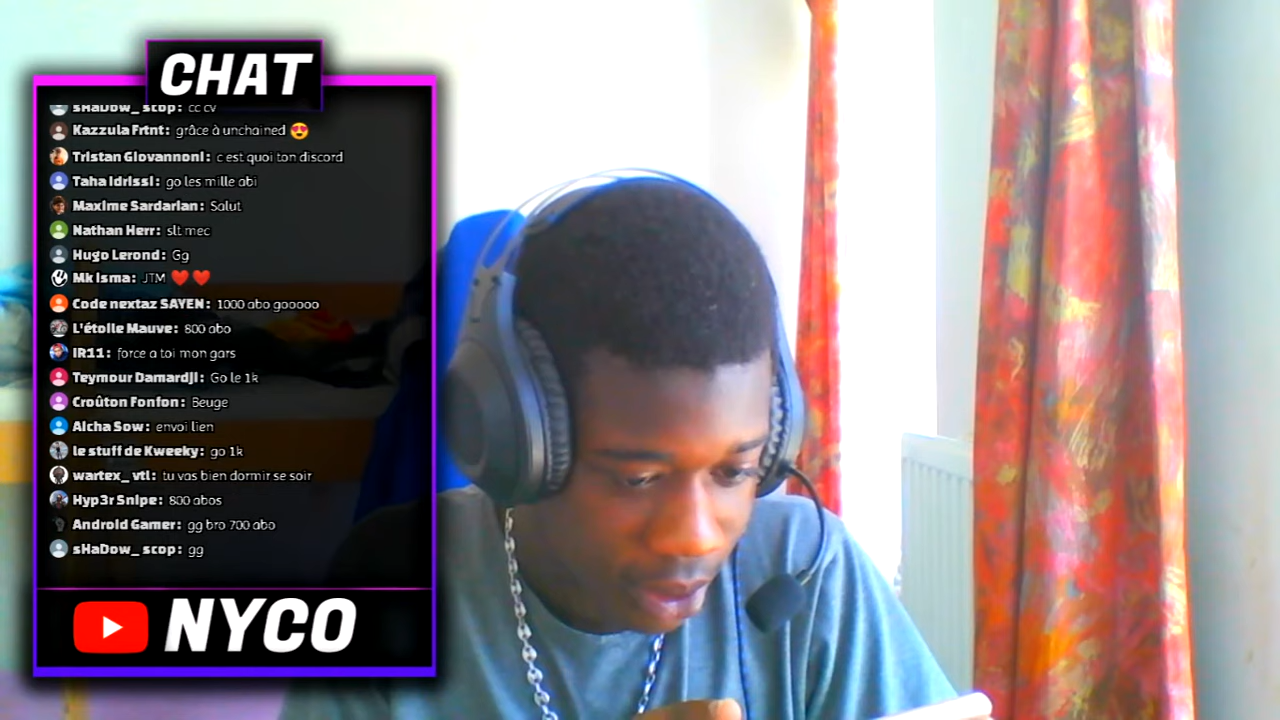 CHAT
sHaDow_ scop: cc cv
Kazzula Frtnt: grâce à unchained 😍
Tristan Giovannoni: c est quoi ton discord
Taha Idrissi: go les mille abi
Maxime Sardarian: Salut
Nathan Herr: slt mec
Hugo Lerond: Gg
Mk Isma: JTM ❤️ ❤️
Code nextaz SAYEN: 1000 abo gooooo
L'étoile Mauve: 800 abo
IR11: force a toi mon gars
Teymour Damardji: Go le 1k
Croûton Fonfon: Beuge
Aicha Sow: envoi lien
le stuff de Kweeky: go 1k
wartex_ vtl: tu vas bien dormir se soir
Hyp3r Snipe: 800 abos
Android Gamer: gg bro 700 abo
sHaDow_ scop: gg
NYCO